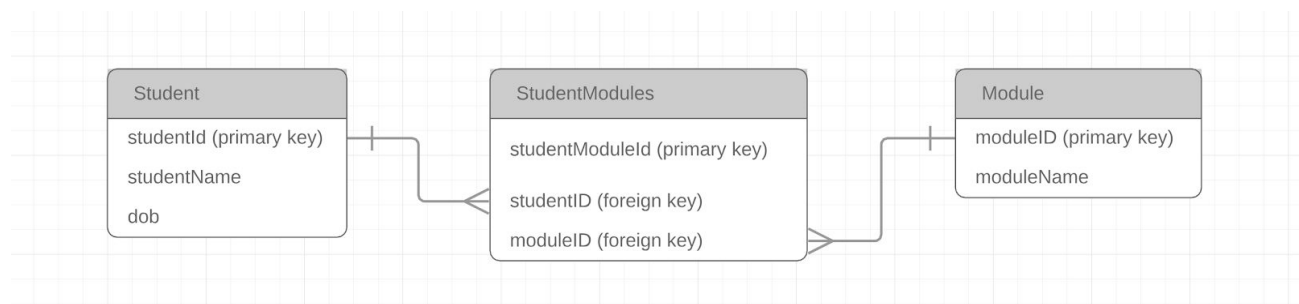 Student
studentId (primary key)
studentName
dob
StudentModules
studentModuleId (primary key)
studentID (foreign key)
moduleID (foreign key)
Module
moduleID (primary key)
moduleName